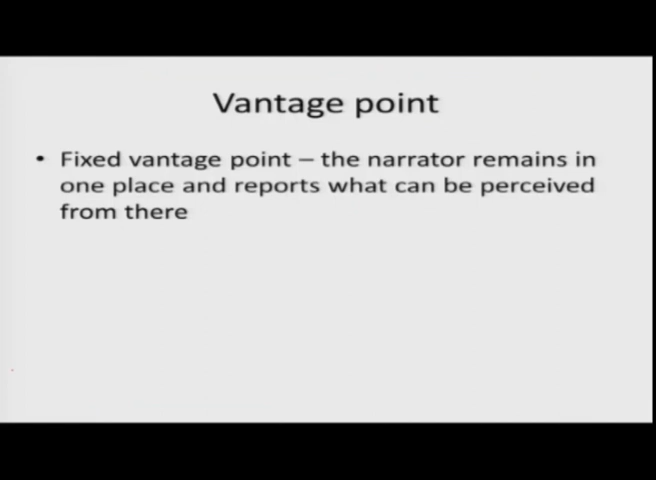 Vantage point
• Fixed vantage point – the narrator remains in
one place and reports what can be perceived
from there